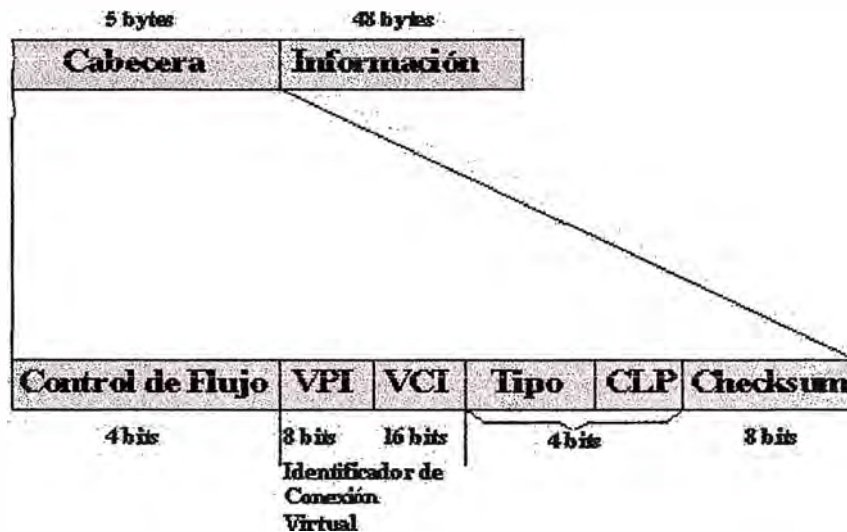 5 bytes 48 bytes
Cabecera Información
Control de Flujo VPI VCI Tipo CLP Checksum
4 bits 8 bits 16 bits 4 bits 8 bits
Identificador de
Conexión
Virtual